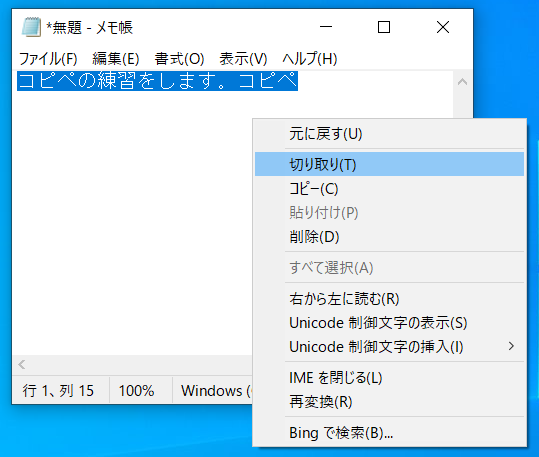 *無題 - メモ帳
ファイル(F) 編集(E) 書式(O) 表示(V) ヘルプ(H)
コピペの練習をします。コピペ
元に戻す(U)
切り取り(T)
コピー(C)
貼り付け(P)
削除(D)
すべて選択(A)
右から左に読む(R)
Unicode 制御文字の表示(S)
Unicode 制御文字の挿入(I)
IME を閉じる(L)
再変換(R)
Bing で検索(B)...
行 1、列 15 100% Windows (